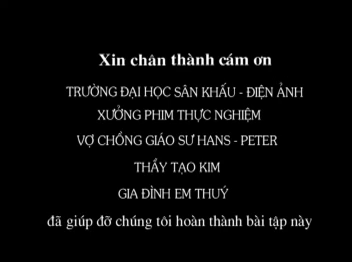 Xin chân thành cám ơn
TRƯỜNG ĐẠI HỌC SÂN KHẤU - ĐIỆN ẢNH
XƯỞNG PHIM THỰC NGHIỆM
VỢ CHỒNG GIÁO SƯ HANS - PETER
THẦY TẠO KIM
GIA ĐÌNH EM THUÝ
đã giúp đỡ chúng tôi hoàn thành bài tập này